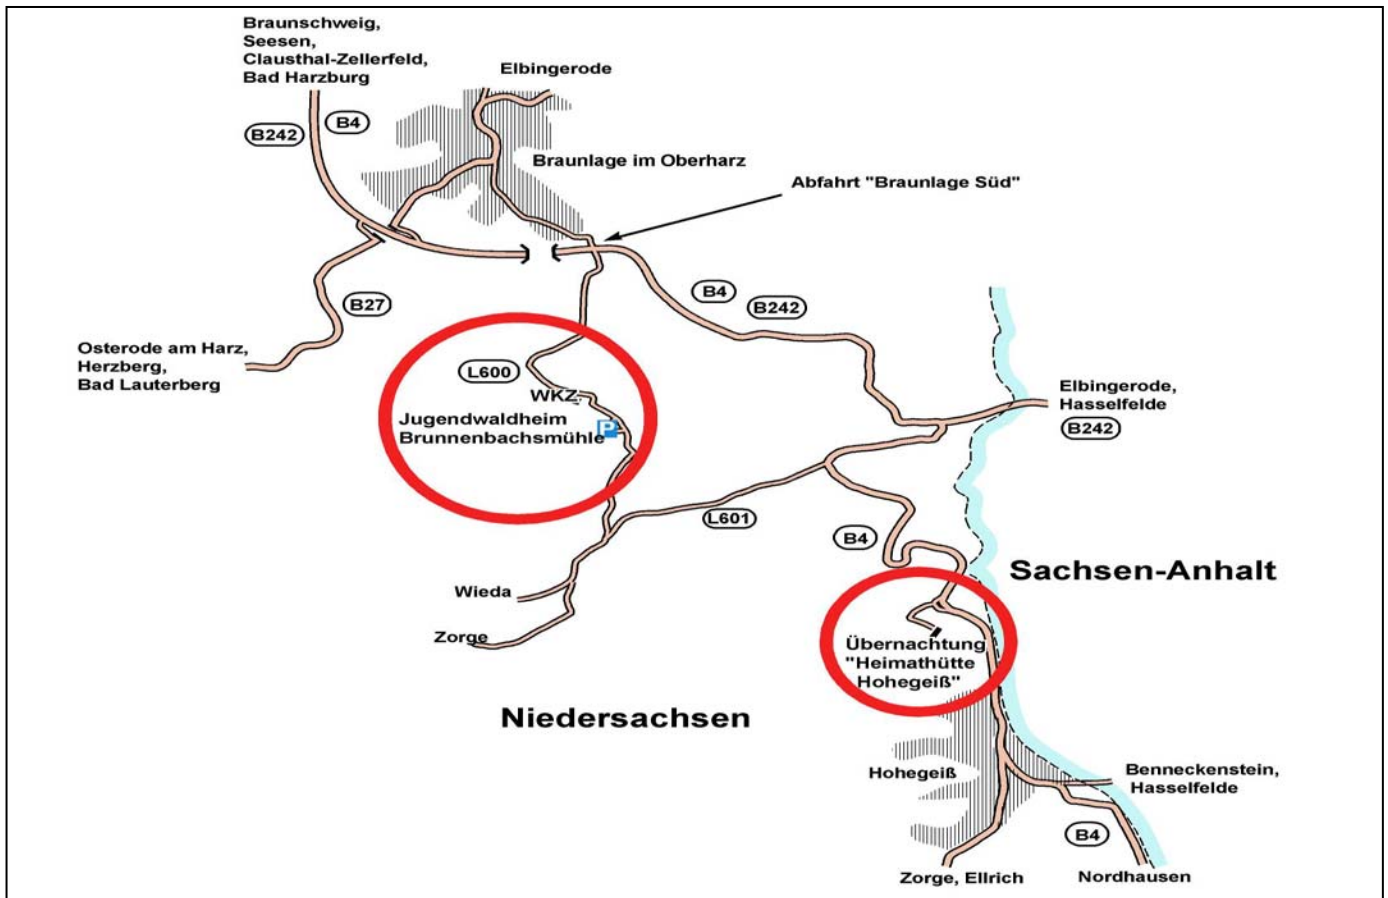 Braunschweig,
Seesen,
Clausthal-Zellerfeld,
Bad Harzburg
Elbingerode
B4
B242
Braunlage im Oberharz
Abfahrt "Braunlage Süd"
B4
B242
B27
Osterode am Harz,
Herzberg,
Bad Lauterberg
L600
WKZ
Jugendwaldheim
Brunnenbachsmühle
P
Elbingerode,
Hasselfelde
B242
L601
B4
Sachsen-Anhalt
Wieda
Zorge
Übernachtung
"Heimathütte
Hohegeiß"
Niedersachsen
Hohegeiß
Benneckenstein,
Hasselfelde
B4
Zorge, Ellrich
Nordhausen